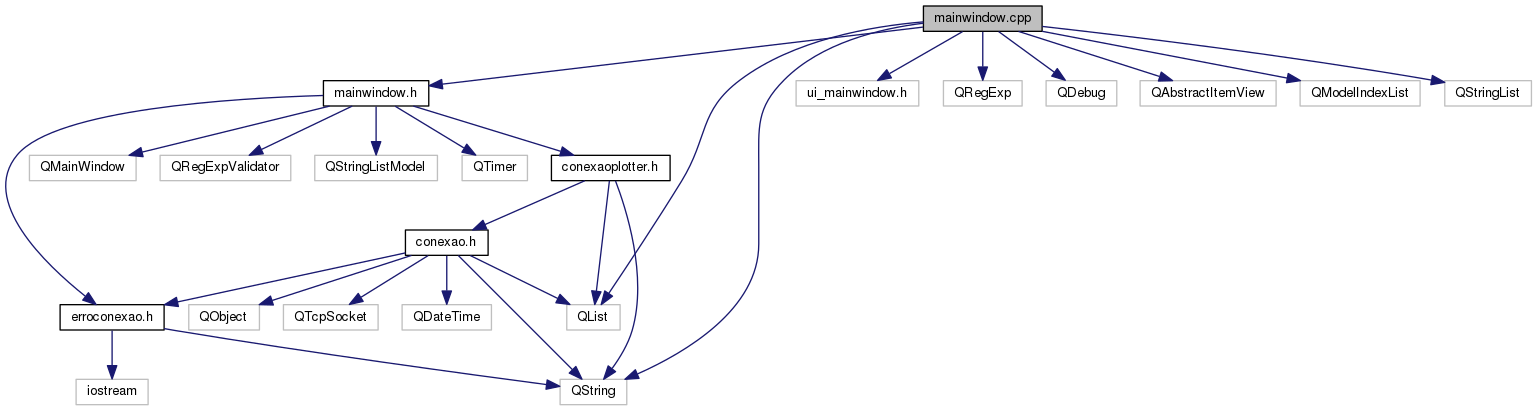 mainwindow.cpp
mainwindow.h
ui_mainwindow.h
QRegExp
QDebug
QAbstractItemView
QModelIndexList
QStringList
QMainWindow
QRegExpValidator
QStringListModel
QTimer
conexaoplotter.h
conexao.h
erroconexao.h
QObject
QTcpSocket
QDateTime
QList
iostream
QString